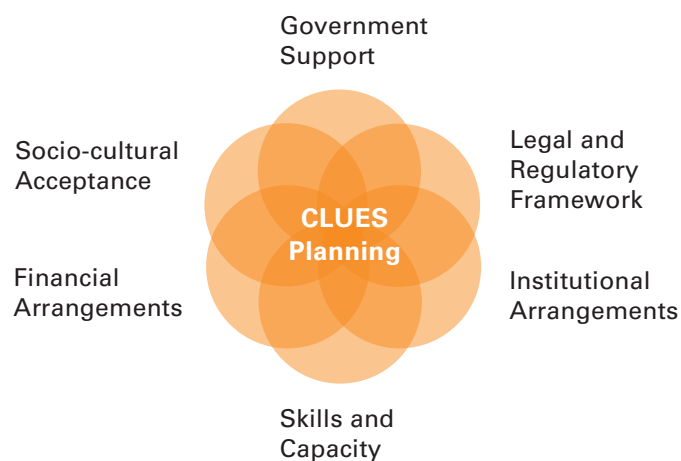 Government
Support
Socio-cultural
Acceptance
Legal and
Regulatory
Framework
CLUES
Planning
Financial
Arrangements
Institutional
Arrangements
Skills and
Capacity